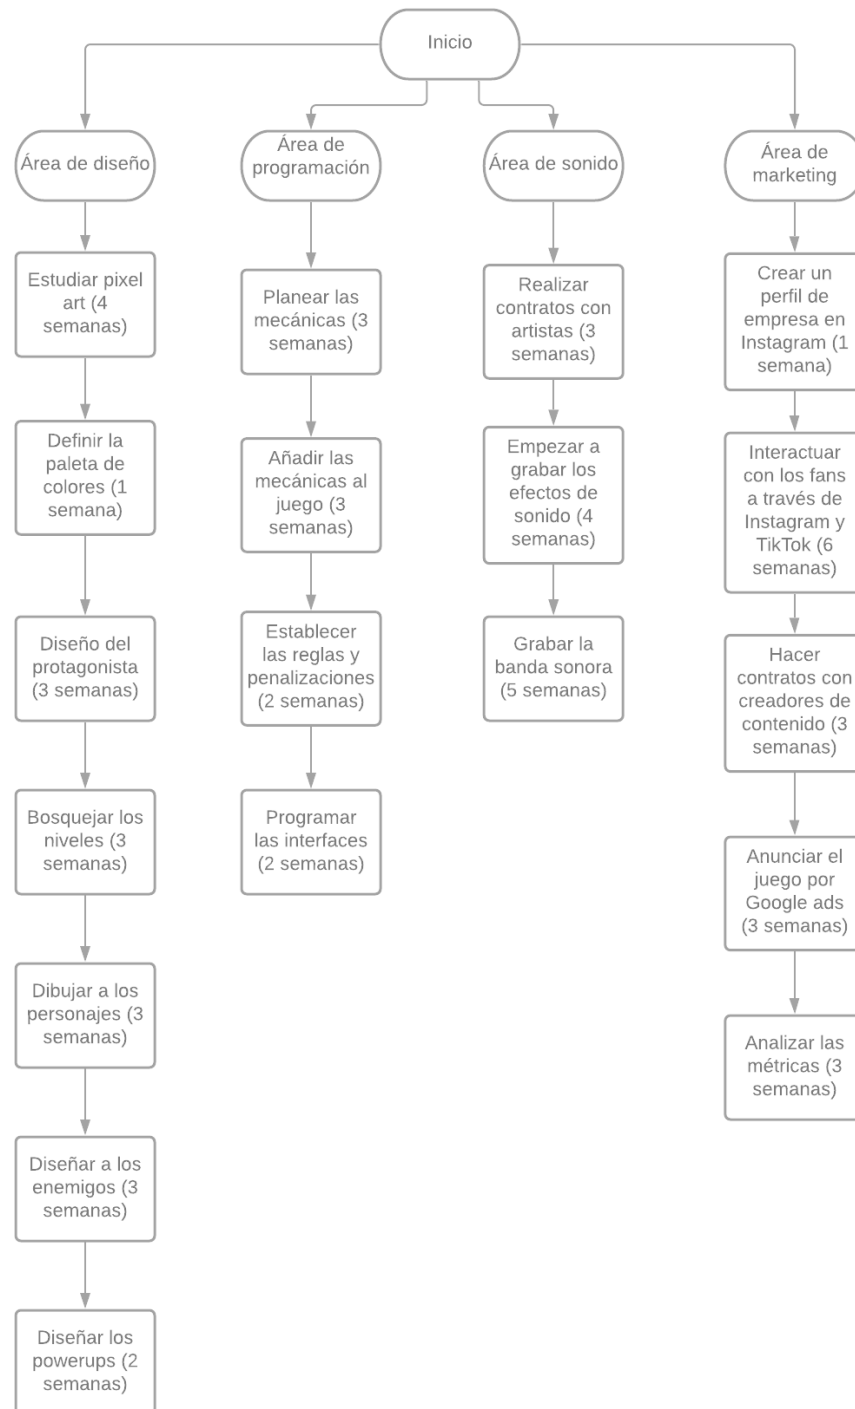 Inicio
Área de diseño
Área de
programación
Área de sonido
Área de
marketing
Estudiar pixel
art (4
semanas)
Definir la
paleta de
colores (1
semana)
Diseño del
protagonista
(3 semanas)
Bosquejar los
niveles (3
semanas)
Dibujar a los
personajes (3
semanas)
Diseñar a los
enemigos (3
semanas)
Diseñar los
powerups (2
semanas)
Planear las
mecánicas (3
semanas)
Añadir las
mecánicas al
juego (3
semanas)
Establecer
las reglas y
penalizaciones
(2 semanas)
Programar
las interfaces
(2 semanas)
Realizar
contratos con
artistas (3
semanas)
Empezar a
grabar los
efectos de
sonido (4
semanas)
Grabar la
banda sonora
(5 semanas)
Crear un
perfil de
empresa en
Instagram (1
semana)
Interactuar
con los fans
a través de
Instagram y
TikTok (6
semanas)
Hacer
contratos con
creadores de
contenido (3
semanas)
Anunciar el
juego por
Google ads
(3 semanas)
Analizar las
métricas (3
semanas)